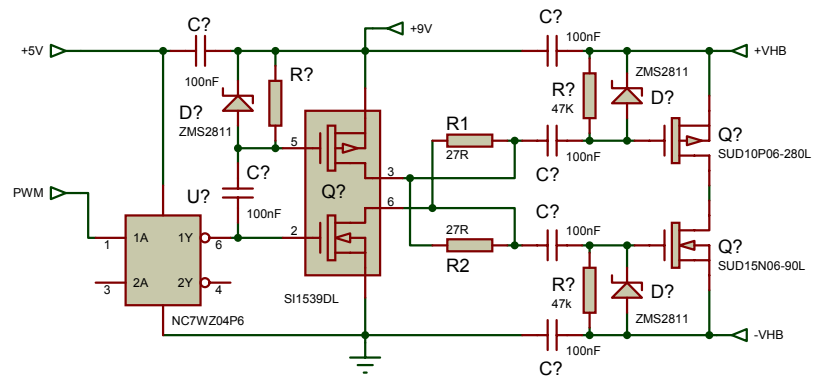 C?
+9V
C?
+5V
+VHB
100nF
100nF
R?
ZMS2811
D?
ZMS2811
R?
47K
D?
5
R1
27R
Q?
SUD10P06-280L
C?
100nF
3
C?
100nF
PWM
U?
Q?
6
C?
1A
1
1Y
6
2
27R
R2
100nF
Q?
SUD15N06-90L
2A
3
2Y
4
R?
47k
D?
SI1539DL
NC7WZ04P6
ZMS2811
-VHB
100nF
C?